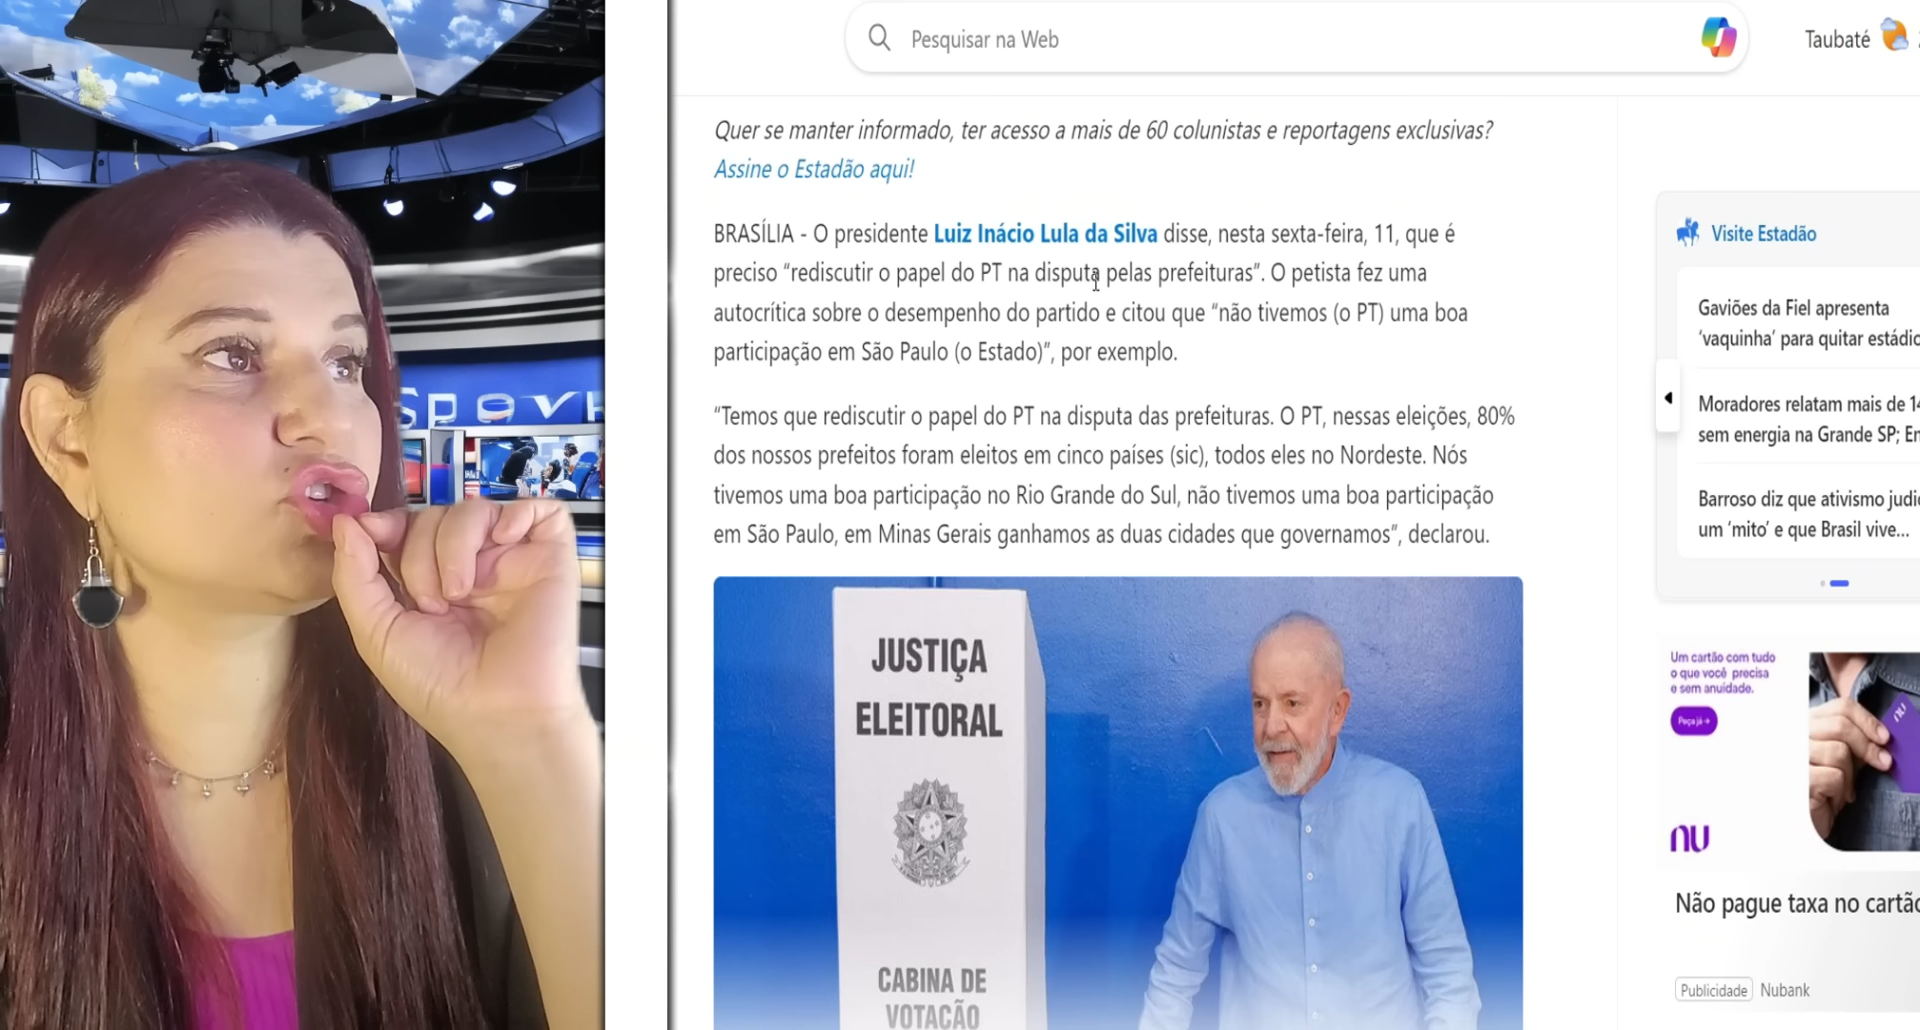 Pesquisar na Web
Taubaté
Quer se manter informado, ter acesso a mais de 60 colunistas e reportagens exclusivas?
Assine o Estadão aqui!
BRASÍLIA - O presidente Luiz Inácio Lula da Silva disse, nesta sexta-feira, 11, que é
preciso “rediscutir o papel do PT na disputa pelas prefeituras”. O petista fez uma
autocrítica sobre o desempenho do partido e citou que “não tivemos (o PT) uma boa
participação em São Paulo (o Estado)”, por exemplo.
“Temos que rediscutir o papel do PT na disputa das prefeituras. O PT, nessas eleições, 80%
dos nossos prefeitos foram eleitos em cinco países (sic), todos eles no Nordeste. Nós
tivemos uma boa participação no Rio Grande do Sul, não tivemos uma boa participação
em São Paulo, em Minas Gerais ganhamos as duas cidades que governamos”, declarou.
JUSTIÇA
ELEITORAL
CABINA DE
VOTAÇÃO
Visite Estadão
Gaviões da Fiel apresenta
‘vaquinha’ para quitar estádio
Moradores relatam mais de 14
sem energia na Grande SP;
Barroso diz que ativismo
um ‘mito’ e que Brasil vive...
Um cartão com tudo
o que você precisa
e sem anuidade.
Peça já
nu
nu
Não pague taxa no cartão
Publicidade Nubank